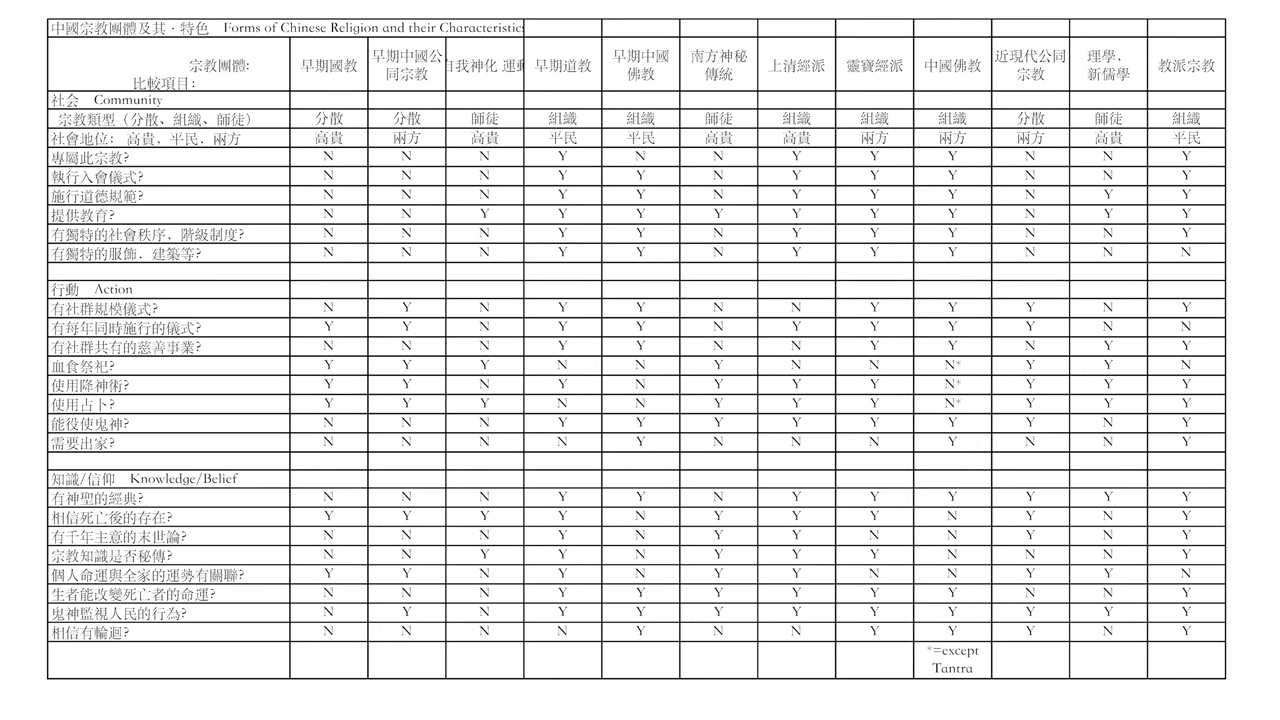 中國宗教團體及其‧特色 Forms of Chinese Religion and their Characteristics
宗教團體: 早期國教 早期中國公同宗教 自我神化 運動 早期道教 早期中國佛教 南方神秘傳統 上清經派 靈寶經派 中國佛教 近現代公同宗教 理學、新儒學 教派宗教
比較項目:
社会 Community
宗教類型 (分散、組織、師徒) 分散 分散 師徒 組織 組織 師徒 組織 組織 組織 分散 師徒 組織
社會地位: 高貴、平民、兩方 高貴 兩方 高貴 平民 平民 高貴 高貴 兩方 兩方 兩方 高貴 平民
專屬此宗教? N N N Y N N Y Y Y N N Y
執行入會儀式? N N N Y Y N Y Y Y N N Y
施行道德規範? N N N Y Y N Y Y Y N Y Y
提供教育? N N Y Y Y Y Y Y Y N Y Y
有獨特的社會秩序、階級制度? N N N Y Y N Y Y Y N N Y
有獨特的服飾、建築等? N N N Y Y N Y Y Y N N N
行動 Action
有社群規模儀式? N Y N Y Y N N Y Y Y N Y
有每年同時施行的儀式? Y Y N Y Y N Y Y Y Y N N
有社群共有的慈善事業? N N N Y Y N N Y Y N Y Y
血食祭祀? Y Y Y N N Y N N N* Y Y N
使用降神術? Y Y N Y N Y Y Y N* Y Y Y
使用占卜? Y Y Y N N Y Y Y N* Y Y Y
能役使鬼神? N N N Y Y Y Y Y Y Y N Y
需要出家? N N N N Y N N N Y N N Y
知識/信仰 Knowledge/Belief
有神聖的經典? N N N Y Y N Y Y Y Y Y Y
相信死亡後的存在? Y Y Y Y N Y Y Y N Y N Y
有千年主意的末世論? N N N Y N Y Y N N Y N Y
宗教知識是否秘傳? N N Y Y N Y Y Y N N N Y
個人命運與全家的運勢有關聯? Y Y N Y N Y Y N N Y Y N
生者能改變死亡者的命運? N N N Y Y Y Y Y Y N N Y
鬼神監視人民的行為? N Y N Y Y Y Y Y Y Y Y Y
相信有輪迴? N N N N Y N N Y Y Y N Y
*=except
Tantra